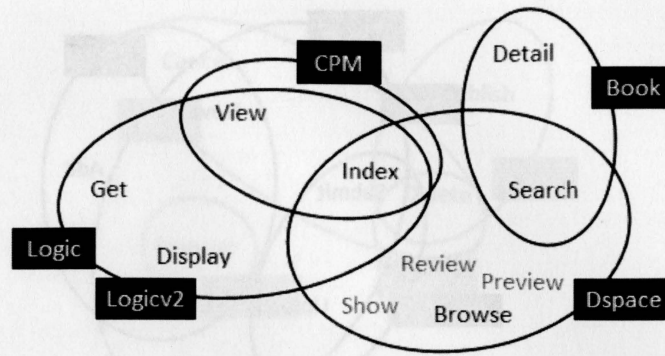 Detail
CPM
Book
View
Index
Get
Search
Display
Logic
Review
Preview
Logicv2
Show
Browse
Dspace